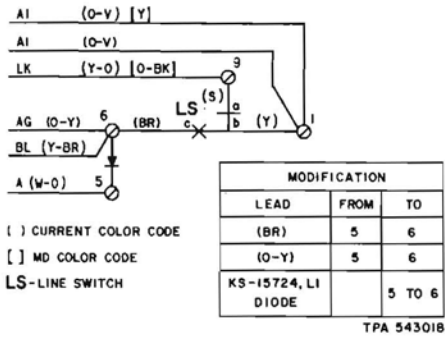 AI (O-V) [Y]
AI (O-V)
LK (Y-O) [O-BK] 9
LS (S) a
AG (O-Y) 6 (BR) c b (Y) 1
BL (Y-BR)
A (W-O) 5
( ) CURRENT COLOR CODE
[ ] MD COLOR CODE
LS-LINE SWITCH
MODIFICATION
LEAD FROM TO
(BR) 5 6
(O-Y) 5 6
KS-15724, L1 DIODE 5 TO 6
TPA 543018